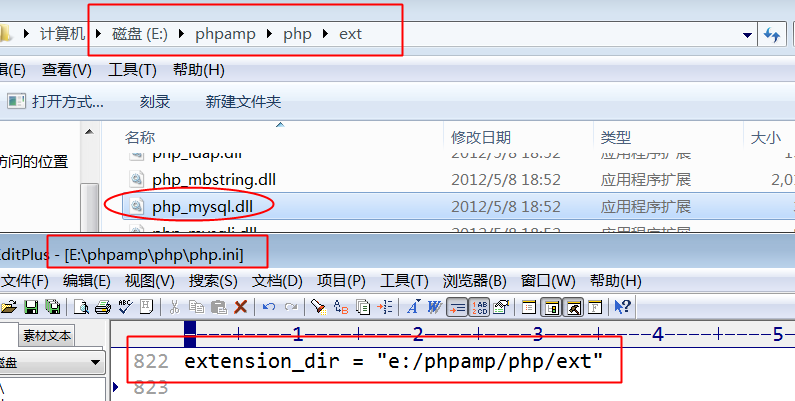 计算机 磁盘 (E:) phpamp php ext
查看(V) 工具(T) 帮助(H)
打开方式... 刻录 新建文件夹
名称 修改日期 类型 大小
php_ldap.dll 2012/5/8 18:52 应用程序扩展
访问的位置
php_mbstring.dll 2012/5/8 18:52 应用程序扩展 2,0
php_mysql.dll 2012/5/8 18:52 应用程序扩展
php_mysqli.dll 2012/5/8 18:52 应用程序扩展
EditPlus - [E:\phpamp\php\php.ini]
文件(F) 编辑(E) 视图(V) 搜索(S) 文档(D) 项目(P) 工具(T) 浏览器(B) 窗口(W) 帮助(H)
素材文本
1 2 3 4 5
磁盘
822 extension_dir = "e:/phpamp/php/ext"
823